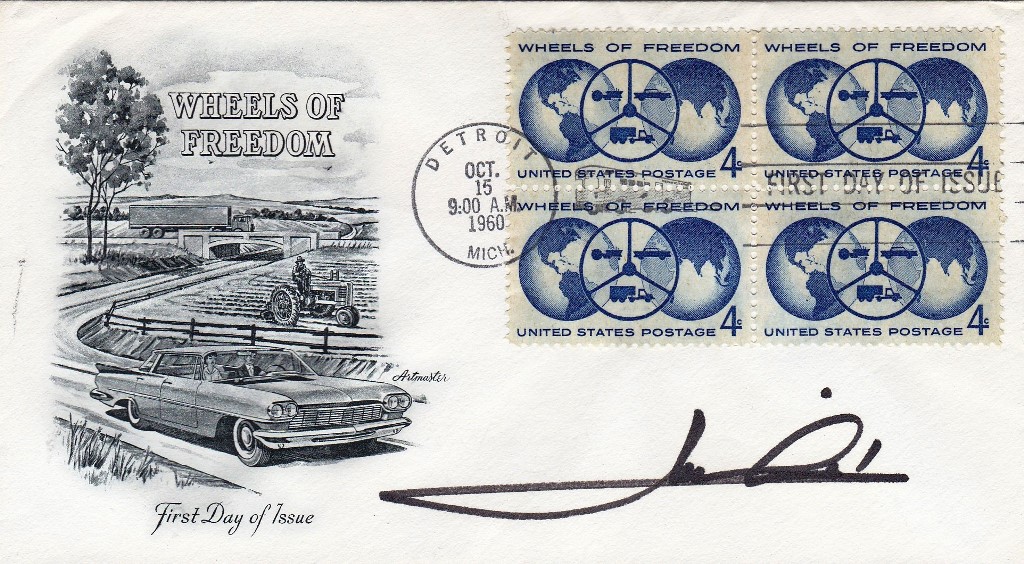 WHEELS OF
FREEDOM
Artmaster
First Day of Issue
DETROIT
OCT.
15
9:00 A.M.
1960
MICH.
WHEELS OF FREEDOM
4c
UNITED STATES POSTAGE
WHEELS OF FREEDOM
4c
UNITED STATES POSTAGE
FIRST DAY OF ISSUE
WHEELS OF FREEDOM
4c
UNITED STATES POSTAGE
WHEELS OF FREEDOM
4c
UNITED STATES POSTAGE